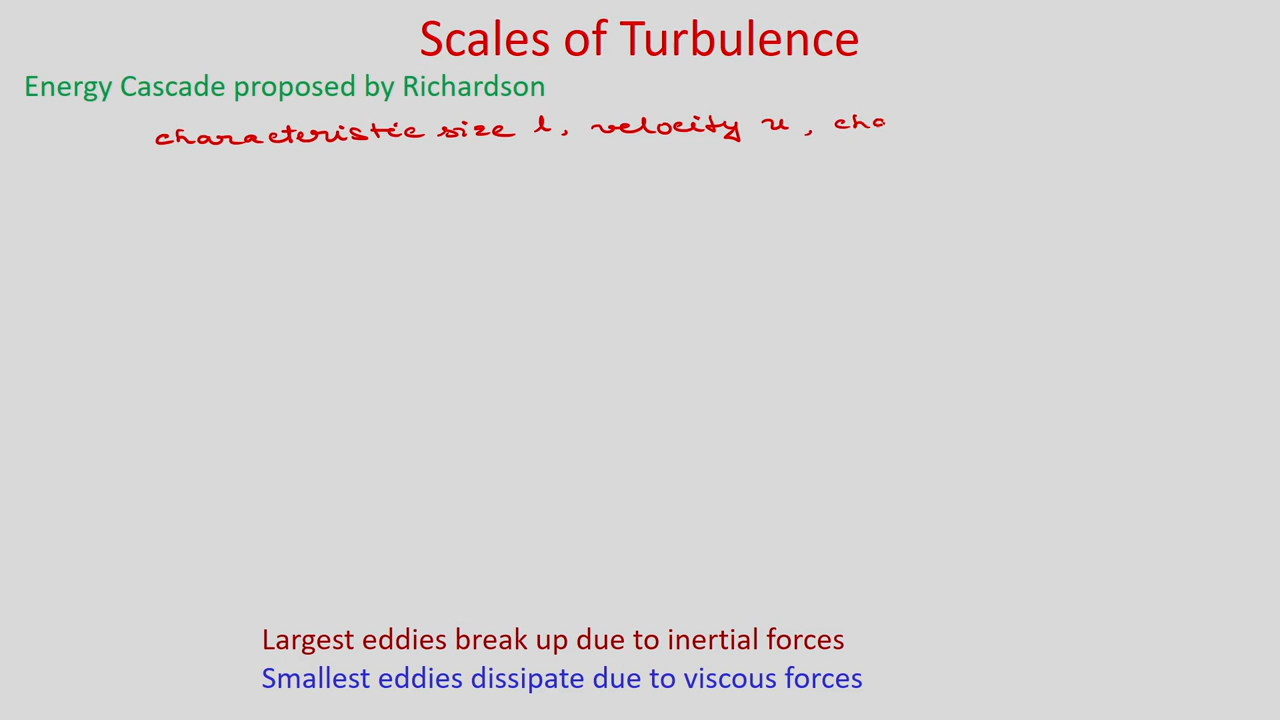 Scales of Turbulence
Energy Cascade proposed by Richardson
characteristic size l, velocity u, cha
Largest eddies break up due to inertial forces
Smallest eddies dissipate due to viscous forces